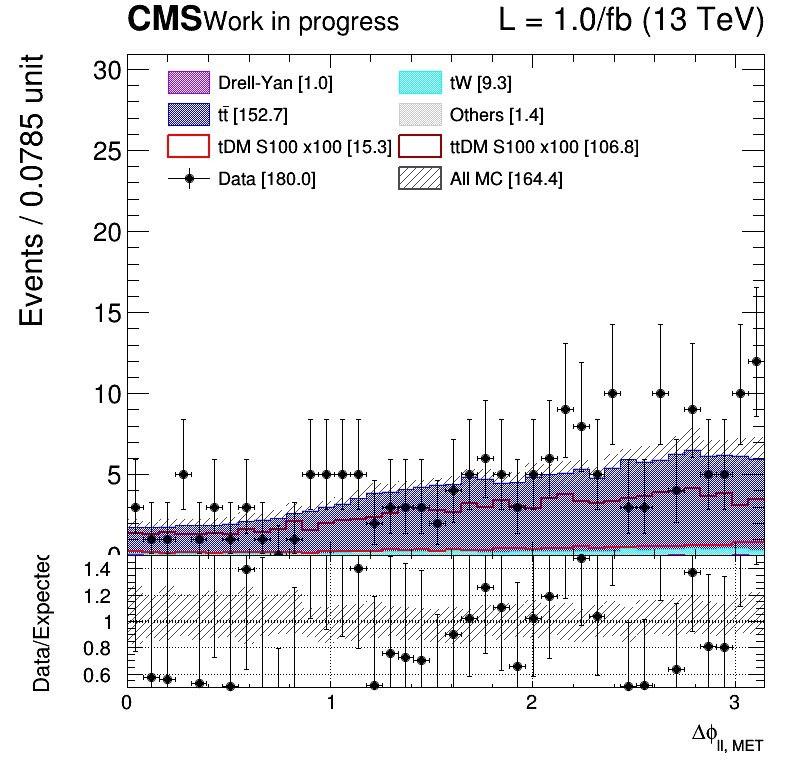 CMS Work in progress L = 1.0/fb (13 TeV)
Events / 0.0785 unit
30
25
20
15
10
5
0
Drell-Yan [1.0] tW [9.3]
tt̄ [152.7] Others [1.4]
tDM S100 x100 [15.3] ttDM S100 x100 [106.8]
Data [180.0] All MC [164.4]
Data/Expected
1.4
1.2
1
0.8
0.6
0 1 2 3
Δϕll, MET